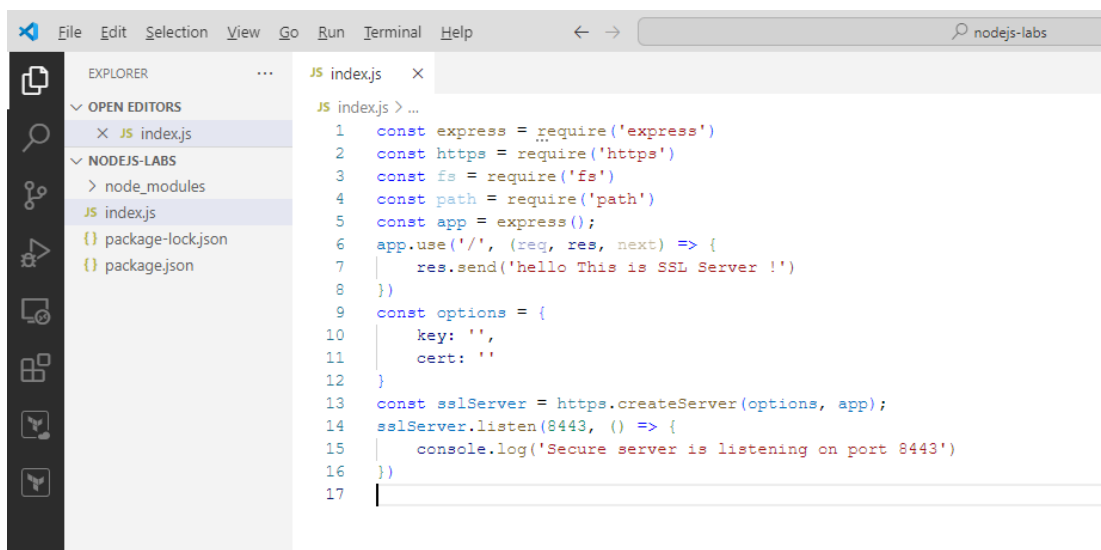 File Edit Selection View Go Run Terminal Help ← → nodejs-labs
EXPLORER ...
OPEN EDITORS
JS index.js
NODEJS-LABS
node_modules
JS index.js
{} package-lock.json
{} package.json
JS index.js
JS index.js > ...
1 const express = require('express')
2 const https = require('https')
3 const fs = require('fs')
4 const path = require('path')
5 const app = express();
6 app.use('/', (req, res, next) => {
7     res.send('hello This is SSL Server !')
8 })
9 const options = {
10     key: '',
11     cert: ''
12 }
13 const sslServer = https.createServer(options, app);
14 sslServer.listen(8443, () => {
15     console.log('Secure server is listening on port 8443')
16 })
17